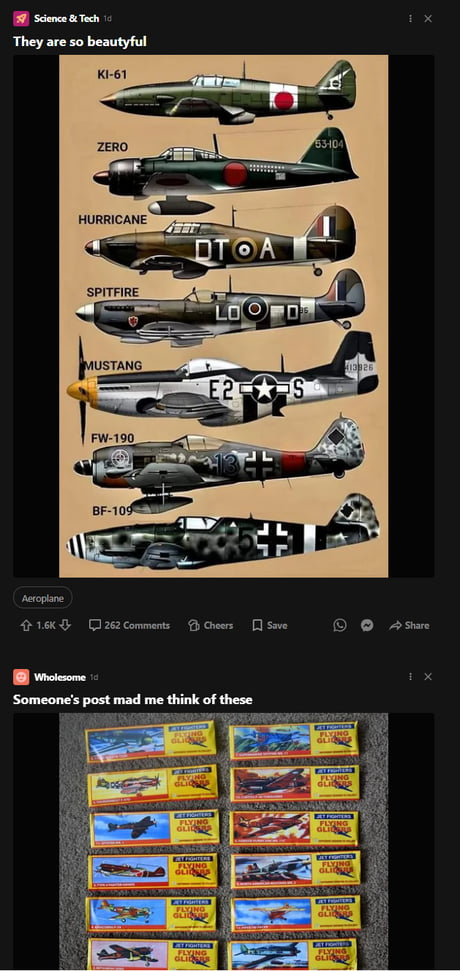 Science & Tech 1d
They are so beautyful
KI-61
ZERO
53-104
HURRICANE
DT A
SPITFIRE
LO D
MUSTANG
413926
E2 S
FW-190
13
BF-109
5
Aeroplane
1.6K 262 Comments Cheers Save Share
Wholesome 1d
Someone's post mad me think of these
JET FIGHTERS JET FIGHTERS
FLYING GLIDERS FLYING GLIDERS
JET FIGHTERS JET FIGHTERS
FLYING GLIDERS FLYING GLIDERS
JET FIGHTERS JET FIGHTERS
FLYING GLIDERS FLYING GLIDERS
JET FIGHTERS JET FIGHTERS
FLYING GLIDERS FLYING GLIDERS
JET FIGHTERS JET FIGHTERS
FLYING GLIDERS FLYING GLIDERS
JET FIGHTERS JET FIGHTERS
FLYING GLIDERS FLYING GLIDERS